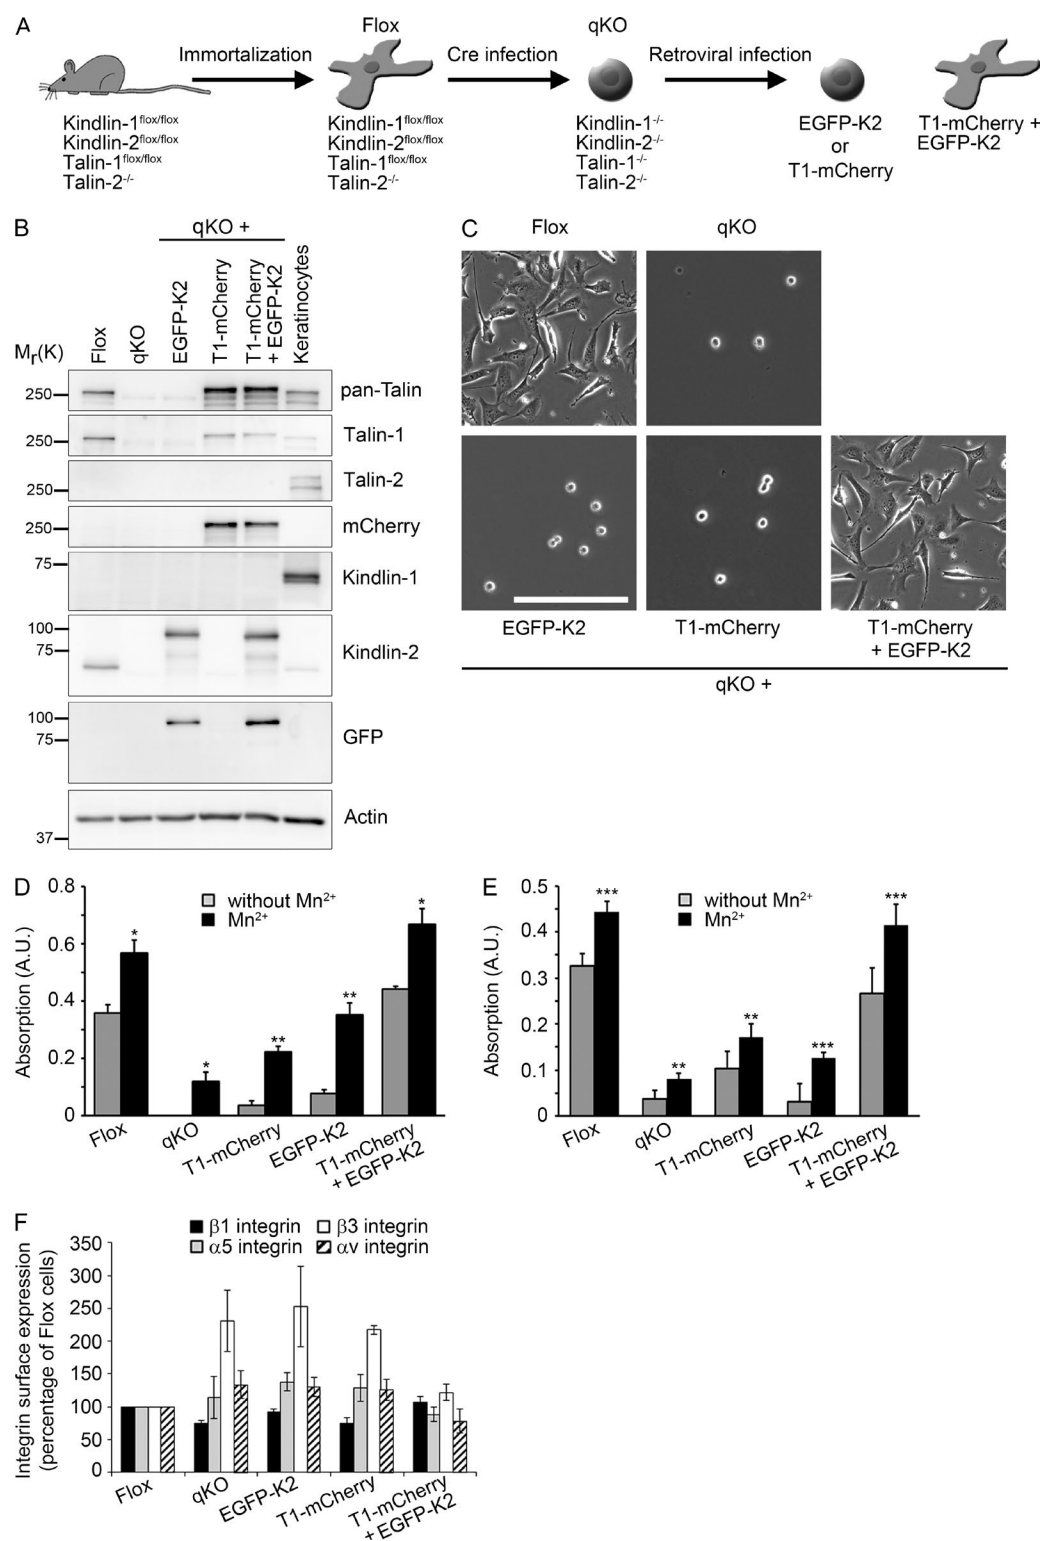 A
Flox
qKO
Immortalization
Cre infection
Retroviral infection
Kindlin-1flox/flox
Kindlin-2flox/flox
Talin-1flox/flox
Talin-2-/-
Kindlin-1flox/flox
Kindlin-2flox/flox
Talin-1flox/flox
Talin-2-/-
Kindlin-1-/-
Kindlin-2-/-
Talin-1-/-
Talin-2-/-
EGFP-K2
or
T1-mCherry
T1-mCherry +
EGFP-K2
B
qKO +
Mr(K)
Flox
qKO
EGFP-K2
T1-mCherry
T1-mCherry
+ EGFP-K2
Keratinocytes
250
pan-Talin
250
Talin-1
250
Talin-2
250
mCherry
75
Kindlin-1
100
75
Kindlin-2
100
75
GFP
37
Actin
C
Flox
qKO
EGFP-K2
T1-mCherry
T1-mCherry
+ EGFP-K2
qKO +
D
Absorption (A.U.)
0.8
0.6
0.4
0.2
0
without Mn2+
Mn2+
*
*
**
**
*
Flox
qKO
T1-mCherry
EGFP-K2
T1-mCherry
+ EGFP-K2
E
Absorption (A.U.)
0.5
0.4
0.3
0.2
0.1
0
without Mn2+
Mn2+
***
**
**
***
***
Flox
qKO
T1-mCherry
EGFP-K2
T1-mCherry
+ EGFP-K2
F
β1 integrin
β3 integrin
α5 integrin
αv integrin
Integrin surface expression
(percentage of Flox cells)
350
300
250
200
150
100
50
0
Flox
qKO
EGFP-K2
T1-mCherry
T1-mCherry
+ EGFP-K2